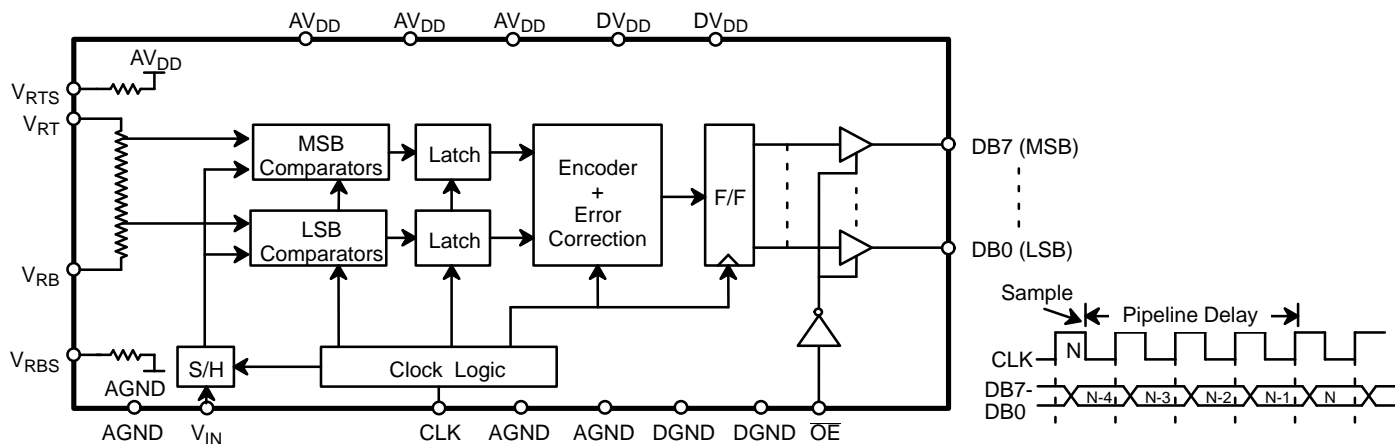 AVDD AVDD AVDD DVDD DVDD
AVDD
VRTS
VRT
MSB
Comparators
Latch
Encoder
+
Error
Correction
F/F
DB7 (MSB)
LSB
Comparators
Latch
DB0 (LSB)
VRB
VRBS
AGND
S/H
Clock Logic
AGND VIN CLK AGND AGND DGND DGND OE
Sample
Pipeline Delay
CLK
N
DB7-
DB0
N-4 N-3 N-2 N-1 N